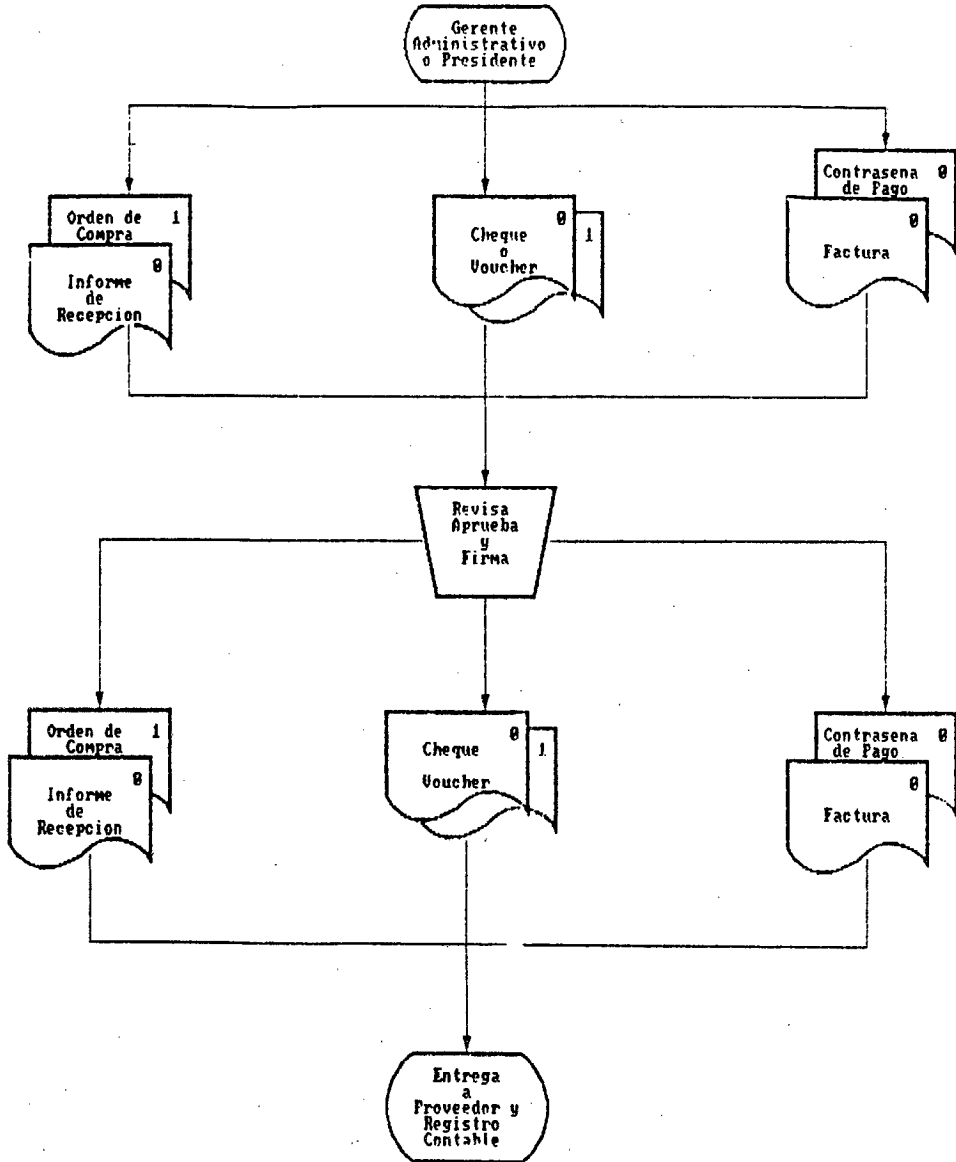 Gerente
Administrativo
o Presidente
Orden de 1
Compra
0
Informe
de
Recepcion
0
Cheque 1
o
Voucher
Contrasena 0
de Pago
0
Factura
Revisa
Aprueba
y
Firma
Orden de 1
Compra
0
Informe
de
Recepcion
0
Cheque 1
Voucher
Contrasena 0
de Pago
0
Factura
Entrega
a
Proveedor y
Registro
Contable